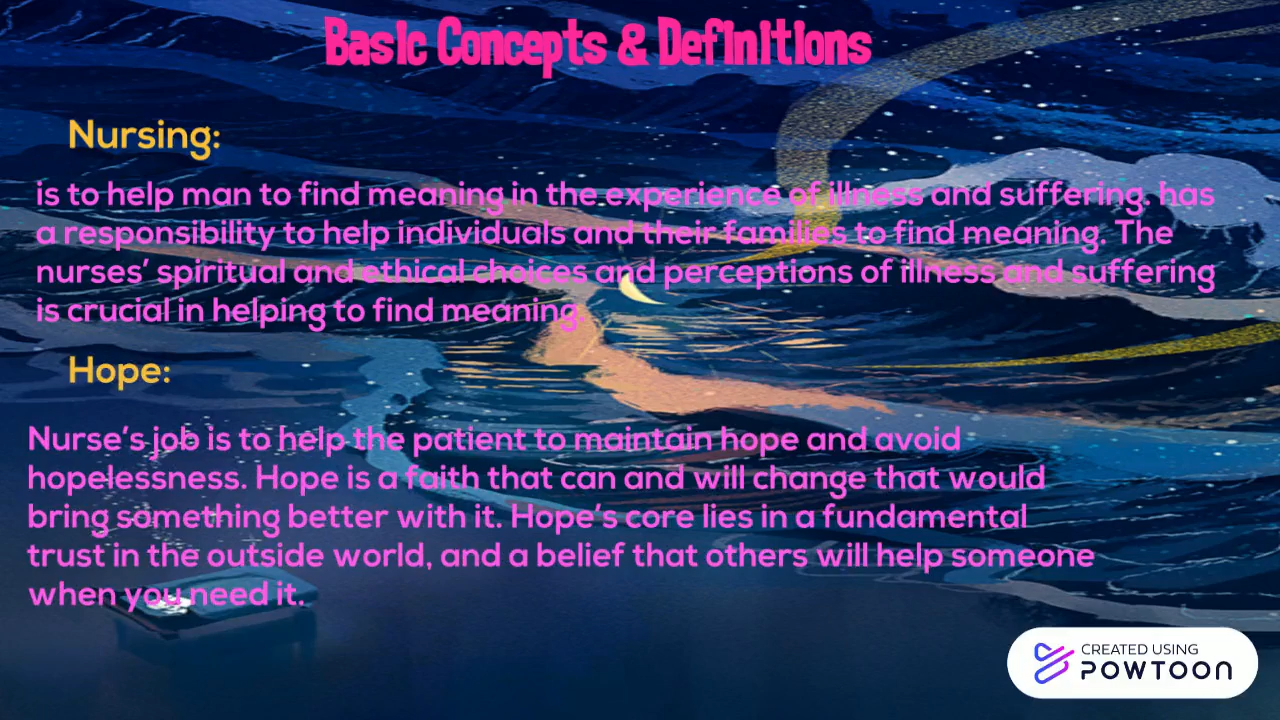 Basic Concepts & Definitions
Nursing:
is to help man to find meaning in the experience of illness and suffering. has
a responsibility to help individuals and their families to find meaning. The
nurses’ spiritual and ethical choices and perceptions of illness and suffering
is crucial in helping to find meaning.
Hope:
Nurse’s job is to help the patient to maintain hope and avoid
hopelessness. Hope is a faith that can and will change that would
bring something better with it. Hope’s core lies in a fundamental
trust in the outside world, and a belief that others will help someone
when you need it.
CREATED USING
POWTOON